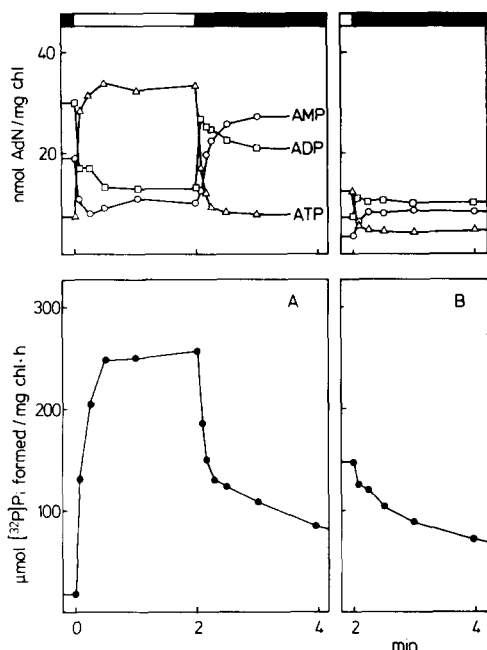 nmol AdN/mg chl
40
20
AMP
ADP
ATP
µmol [³²P]Pᵢ formed/mg chl·h
300
200
100
A
B
0
2
4
2
4
min